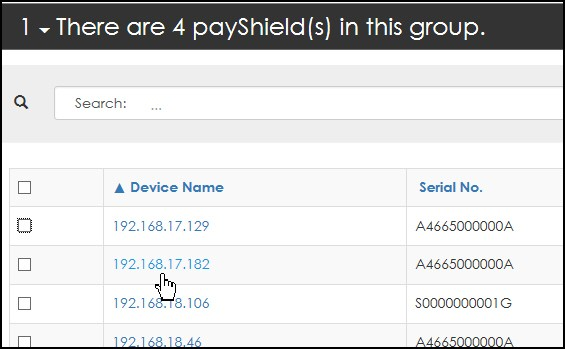 1 There are 4 payShield(s) in this group.
Search: ...
▲ Device Name Serial No.
192.168.17.129 A4665000000A
192.168.17.182 A4665000000A
192.168.18.106 S0000000001G
192.168.18.46 A4665000000A